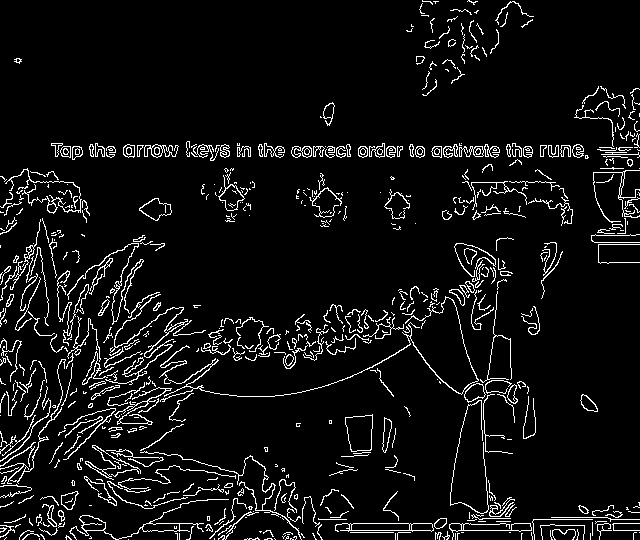 Tap the arrow keys in the correct order to activate the rune.